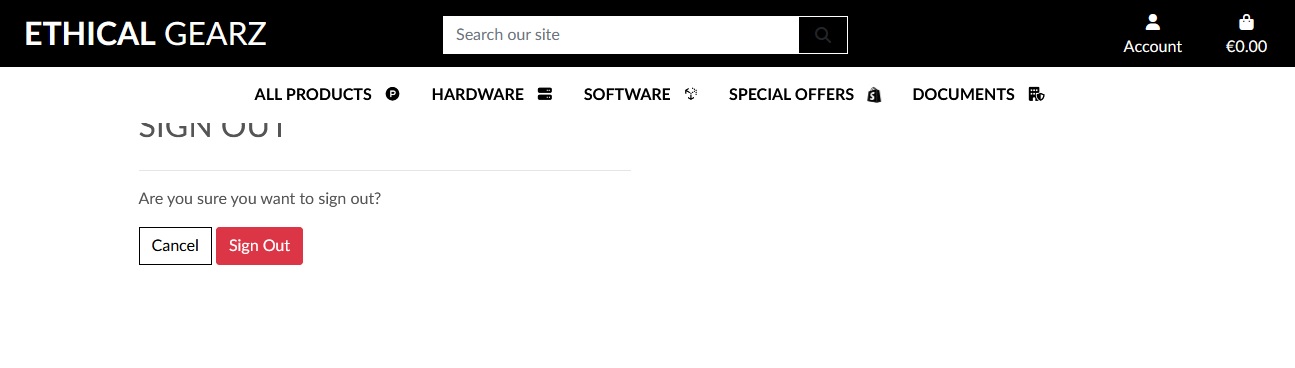 ETHICAL GEARZ
Search our site
Account
€0.00
ALL PRODUCTS
HARDWARE
SOFTWARE
SPECIAL OFFERS
DOCUMENTS
SIGN OUT
Are you sure you want to sign out?
Cancel
Sign Out